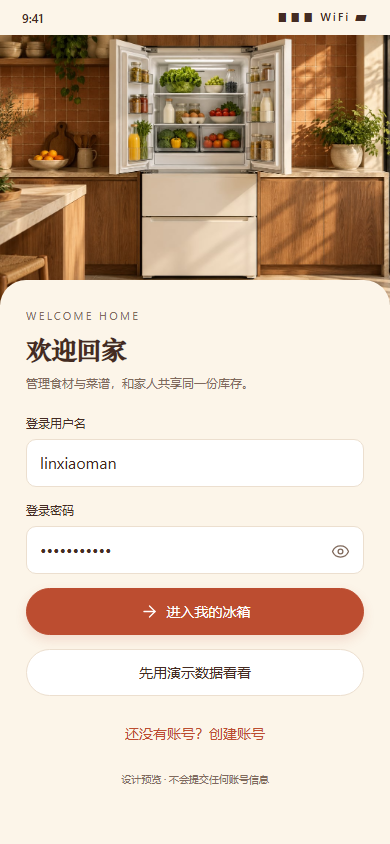 9:41
WiFi
WELCOME HOME
欢迎回家
管理食材与菜谱，和家人共享同一份库存。
登录用户名
linxiaoman
登录密码
•••••••••••
进入我的冰箱
先用演示数据看看
还没有账号？创建账号
设计预览 · 不会提交任何账号信息